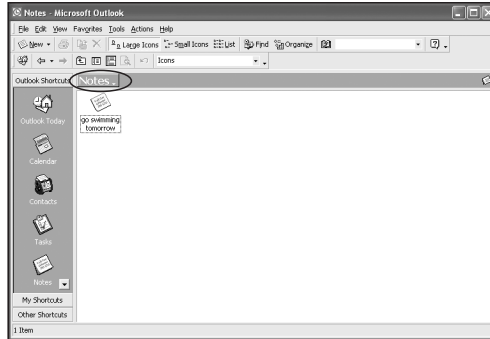 Notes - Microsoft Outlook
File Edit View Favorites Tools Actions Help
New Large Icons Small Icons List Find Organize
Icons
Outlook Shortcuts Notes
Outlook Today
go swimming
tomorrow
Calendar
Contacts
Tasks
Notes
My Shortcuts
Other Shortcuts
1 Item